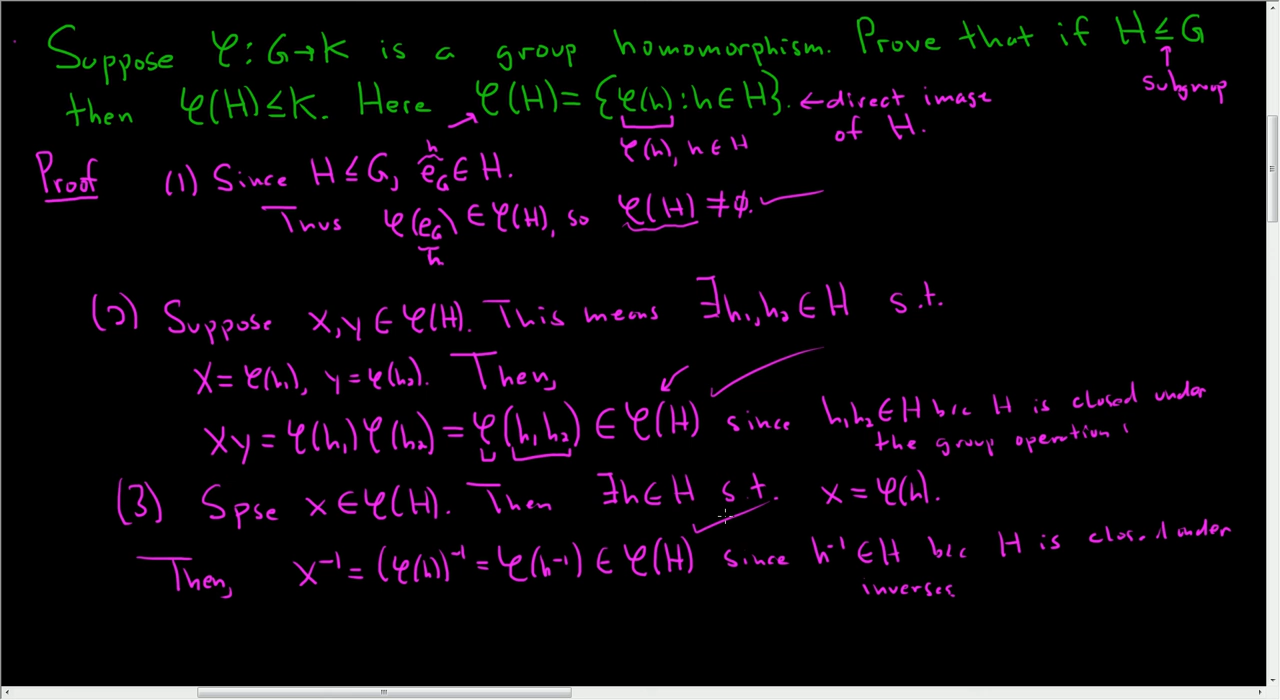 Suppose φ: G→K is a group homomorphism. Prove that if H ≤ G
subgroup
then φ(H) ≤ K. Here φ(H) = {φ(h) : h ∈ H}. ← direct image
of H.
φ(h), h ∈ H
Proof (1) Since H ≤ G, e_G ∈ H.
h
Thus φ(e_G) ∈ φ(H), so φ(H) ≠ ∅.
h
(2) Suppose x, y ∈ φ(H). This means ∃h₁, h₂ ∈ H s.t.
x = φ(h₁), y = φ(h₂). Then,
xy = φ(h₁)φ(h₂) = φ(h₁h₂) ∈ φ(H) since h₁h₂ ∈ H b/c H is closed under
the group operation
(3) Spse x ∈ φ(H). Then ∃h ∈ H s.t. x = φ(h).
Then, x⁻¹ = (φ(h))⁻¹ = φ(h⁻¹) ∈ φ(H) since h⁻¹ ∈ H b/c H is closed under
inverses